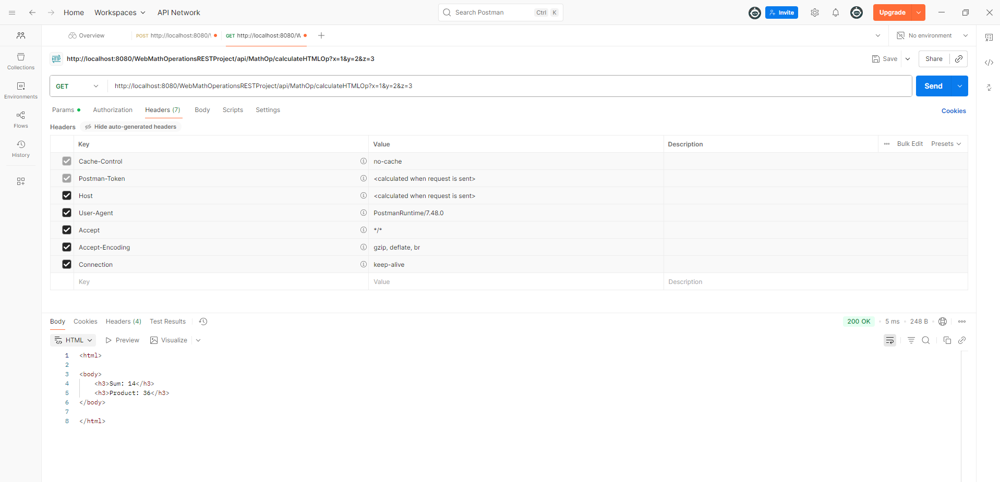 Home Workspaces API Network Search Postman Ctrl K Invite Upgrade
Overview POST http://localhost:8080/ GET http://localhost:8080/W No environment
HTTP http://localhost:8080/WebMathOperationsRESTProject/api/MathOp/calculateHTMLOp?x=1&y=2&z=3 Save Share
Collections
GET http://localhost:8080/WebMathOperationsRESTProject/api/MathOp/calculateHTMLOp?x=1&y=2&z=3 Send
Environments
Params Authorization Headers (7) Body Scripts Settings Cookies
Flows
Headers Hide auto-generated headers
Key Value Description Bulk Edit Presets
History
Cache-Control no-cache
Postman-Token <calculated when request is sent>
Host <calculated when request is sent>
User-Agent PostmanRuntime/7.48.0
Accept */*
Accept-Encoding gzip, deflate, br
Connection keep-alive
Key Value Description
Body Cookies Headers (4) Test Results 200 OK 5 ms 248 B
HTML Preview Visualize
1 <html>
2
3 <body>
4 <h3>Sum: 14</h3>
5 <h3>Product: 36</h3>
6 </body>
7
8 </html>